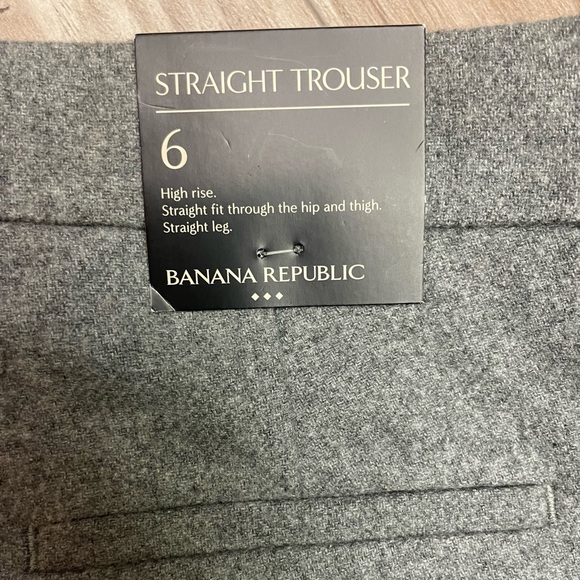 STRAIGHT TROUSER
6
High rise.
Straight fit through the hip and thigh.
Straight leg.
BANANA REPUBLIC